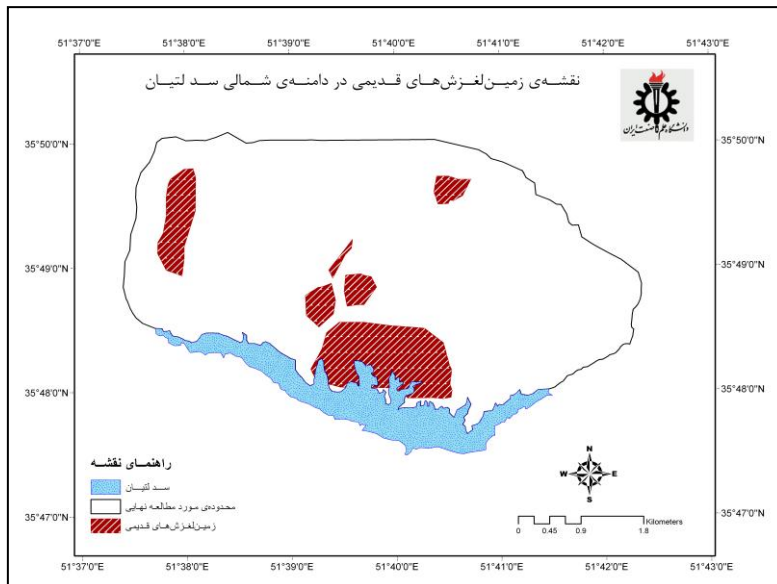 51°37'0"E 51°38'0"E 51°39'0"E 51°40'0"E 51°41'0"E 51°42'0"E 51°43'0"E
نقشه‌ی زمین‌لغزش‌های قدیمی در دامنه‌ی شمالی سد لتیان
دانشگاه علم و صنعت ایران
35°50'0"N 35°50'0"N
35°49'0"N 35°49'0"N
35°48'0"N 35°48'0"N
35°47'0"N 35°47'0"N
راهنمای نقشه
سد لتیان
محدوده‌ی مورد مطالعه نهایی
زمین‌لغزش‌های قدیمی
N
W E
S
Kilometers
0 0.45 0.9 1.8
51°37'0"E 51°38'0"E 51°39'0"E 51°40'0"E 51°41'0"E 51°42'0"E 51°43'0"E